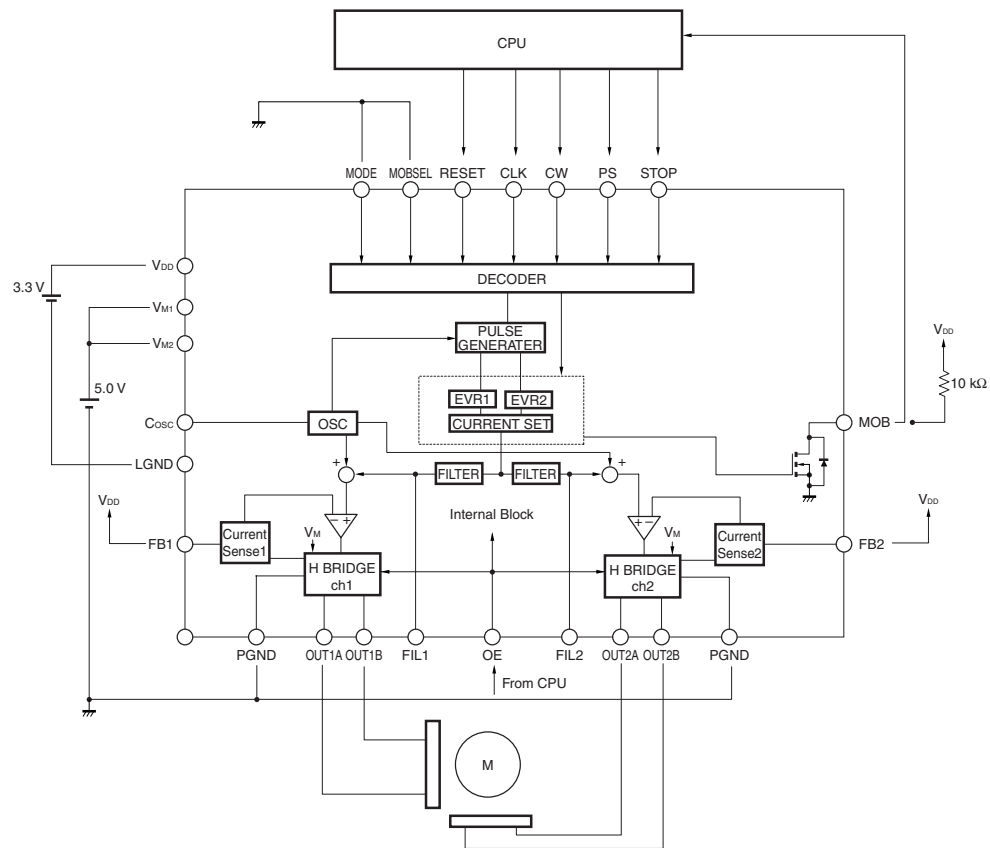 CPU
MODE MOBSEL RESET CLK CW PS STOP
VDD
3.3 V
DECODER
VM1
PULSE
GENERATER
VDD
VM2
5.0 V
10 kΩ
EVR1 EVR2
COSC
OSC
CURRENT SET
MOB
LGND
+
FILTER FILTER
+
VDD
Internal Block
VDD
− +
+ −
VM
VM
FB1
Current
Sense1
Current
Sense2
FB2
H BRIDGE
ch1
H BRIDGE
ch2
PGND OUT1A OUT1B FIL1 OE FIL2 OUT2A OUT2B PGND
From CPU
M